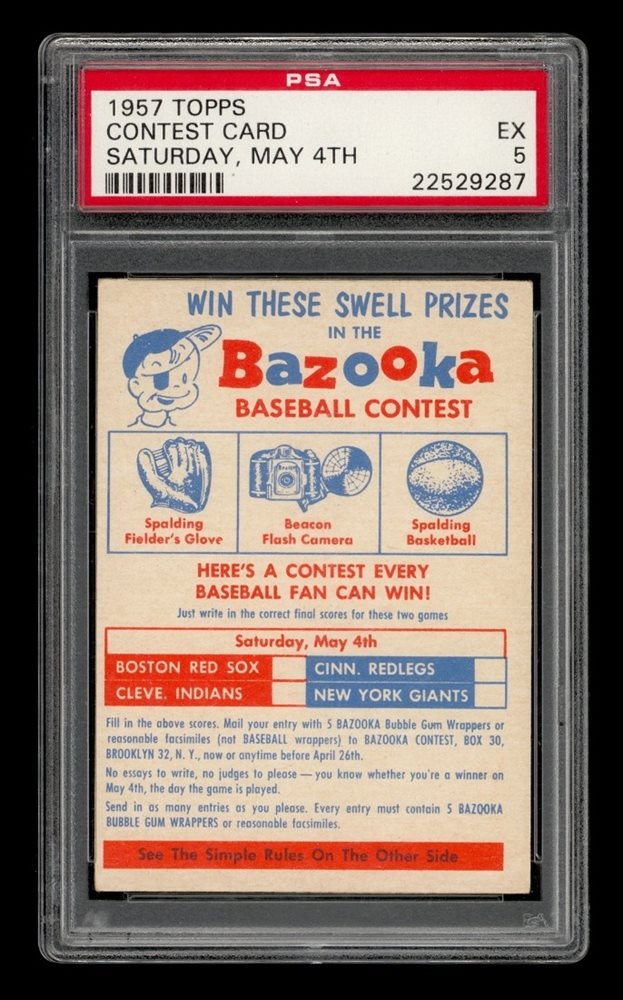 PSA
1957 TOPPS
CONTEST CARD EX
SATURDAY, MAY 4TH 5
22529287
WIN THESE SWELL PRIZES
IN THE
Bazooka
BASEBALL CONTEST
Spalding
Fielder's Glove
Beacon
Flash Camera
Spalding
Basketball
HERE'S A CONTEST EVERY
BASEBALL FAN CAN WIN!
Just write in the correct final scores for these two games
Saturday, May 4th
BOSTON RED SOX CINN. REDLEGS
CLEVE. INDIANS NEW YORK GIANTS
Fill in the above scores. Mail your entry with 5 BAZOOKA Bubble Gum Wrappers or
reasonable facsimiles (not BASEBALL wrappers) to BAZOOKA CONTEST, BOX 30,
BROOKLYN 32, N. Y., now or anytime before April 26th.
No essays to write, no judges to please — you know whether you're a winner on
May 4th, the day the game is played.
Send in as many entries as you please. Every entry must contain 5 BAZOOKA
BUBBLE GUM WRAPPERS or reasonable facsimiles.
See The Simple Rules On The Other Side